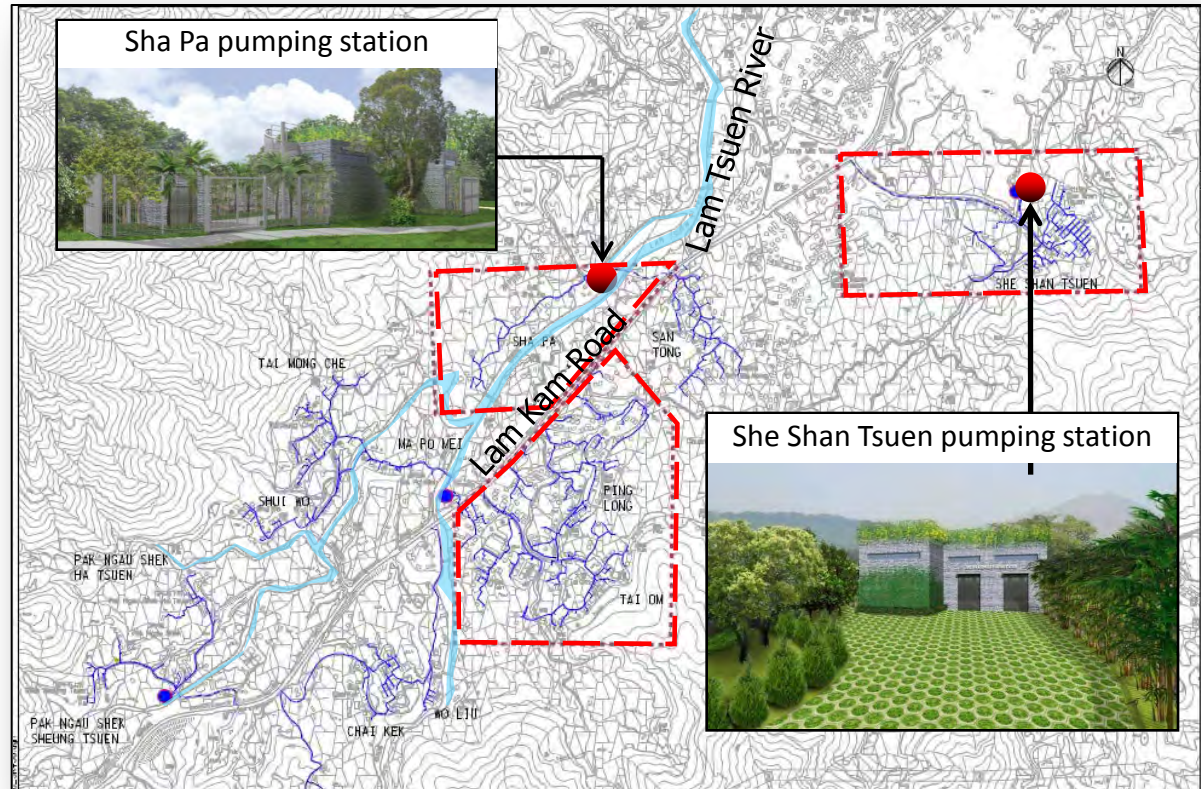 Sha Pa pumping station
Lam Tsuen River
N
SHE SHAN TSUEN
SHA PA
SAN
TONG
Lam Kam Road
TAI WONG CHE
MA PO MEI
She Shan Tsuen pumping station
PING
LONG
SHUI WO
PAK NGAU SHEK
HA TSUEN
TAI OM
WO LIU
PAK NGAU SHEK
SHEUNG TSUEN
CHAI KEK